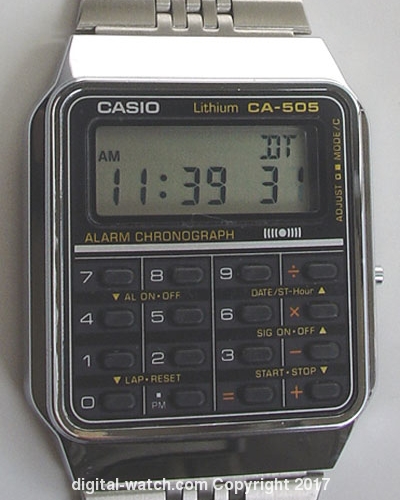 CASIO Lithium CA-505
AM DT
11:39 31
ADJUST MODE/C
ALARM CHRONOGRAPH
7 8 9 ÷
▼ AL ON•OFF DATE/ST-Hour ▲
4 5 6 ×
SIG ON•OFF ▲
1 2 3 −
▼ LAP•RESET START•STOP ▼
0 • PM = +
digital-watch.com Copyright 2017